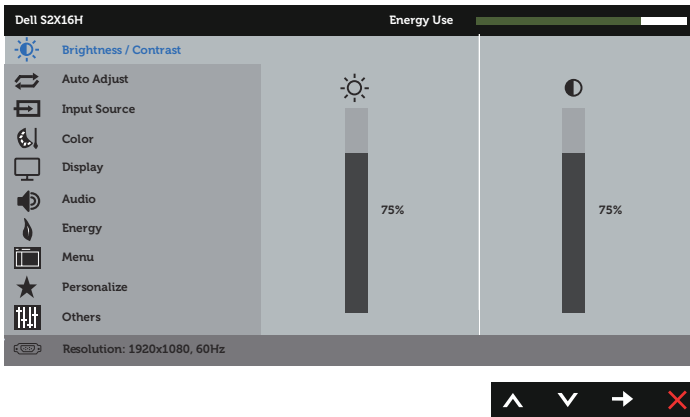 Dell S2X16H
Energy Use
Brightness / Contrast
Auto Adjust
Input Source
Color
Display
Audio
Energy
Menu
Personalize
Others
75%
75%
Resolution: 1920x1080, 60Hz